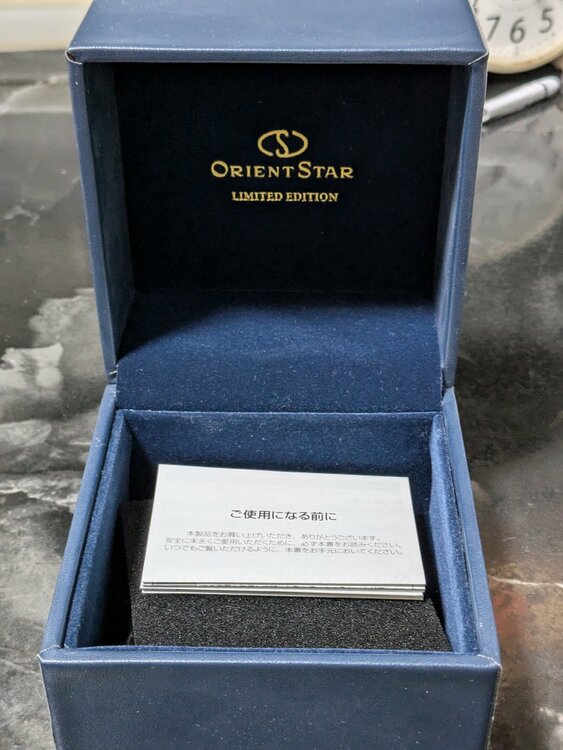 7 6 5
ORIENT STAR
LIMITED EDITION
ご使用になる前に
本製品をお買い上げいただき、ありがとうございます。
安全に末永くご愛用いただくために、必ず本書をお読みください。
いつでもご覧いただけるように、本書をお手元においてください。